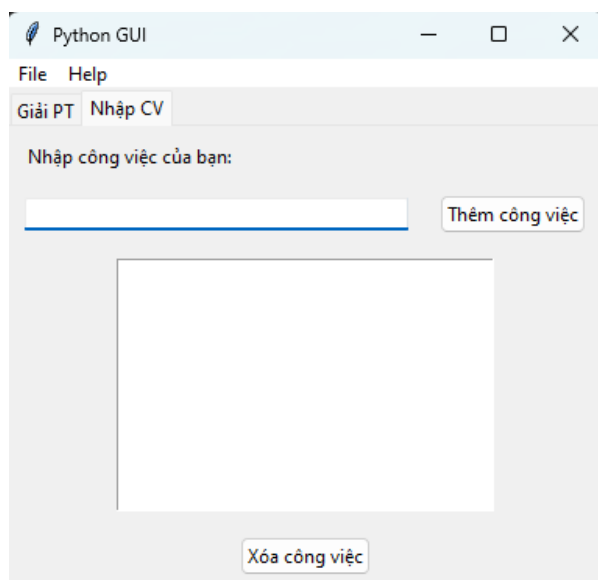 Python GUI
File Help
Giải PT Nhập CV
Nhập công việc của bạn:
Thêm công việc
Xóa công việc